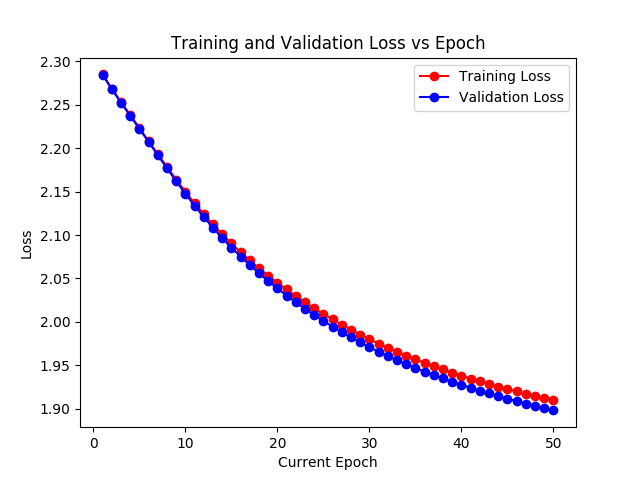 Training and Validation Loss vs Epoch
2.30
2.25
2.20
2.15
2.10
2.05
2.00
1.95
1.90
Loss
Training Loss
Validation Loss
0 10 20 30 40 50
Current Epoch